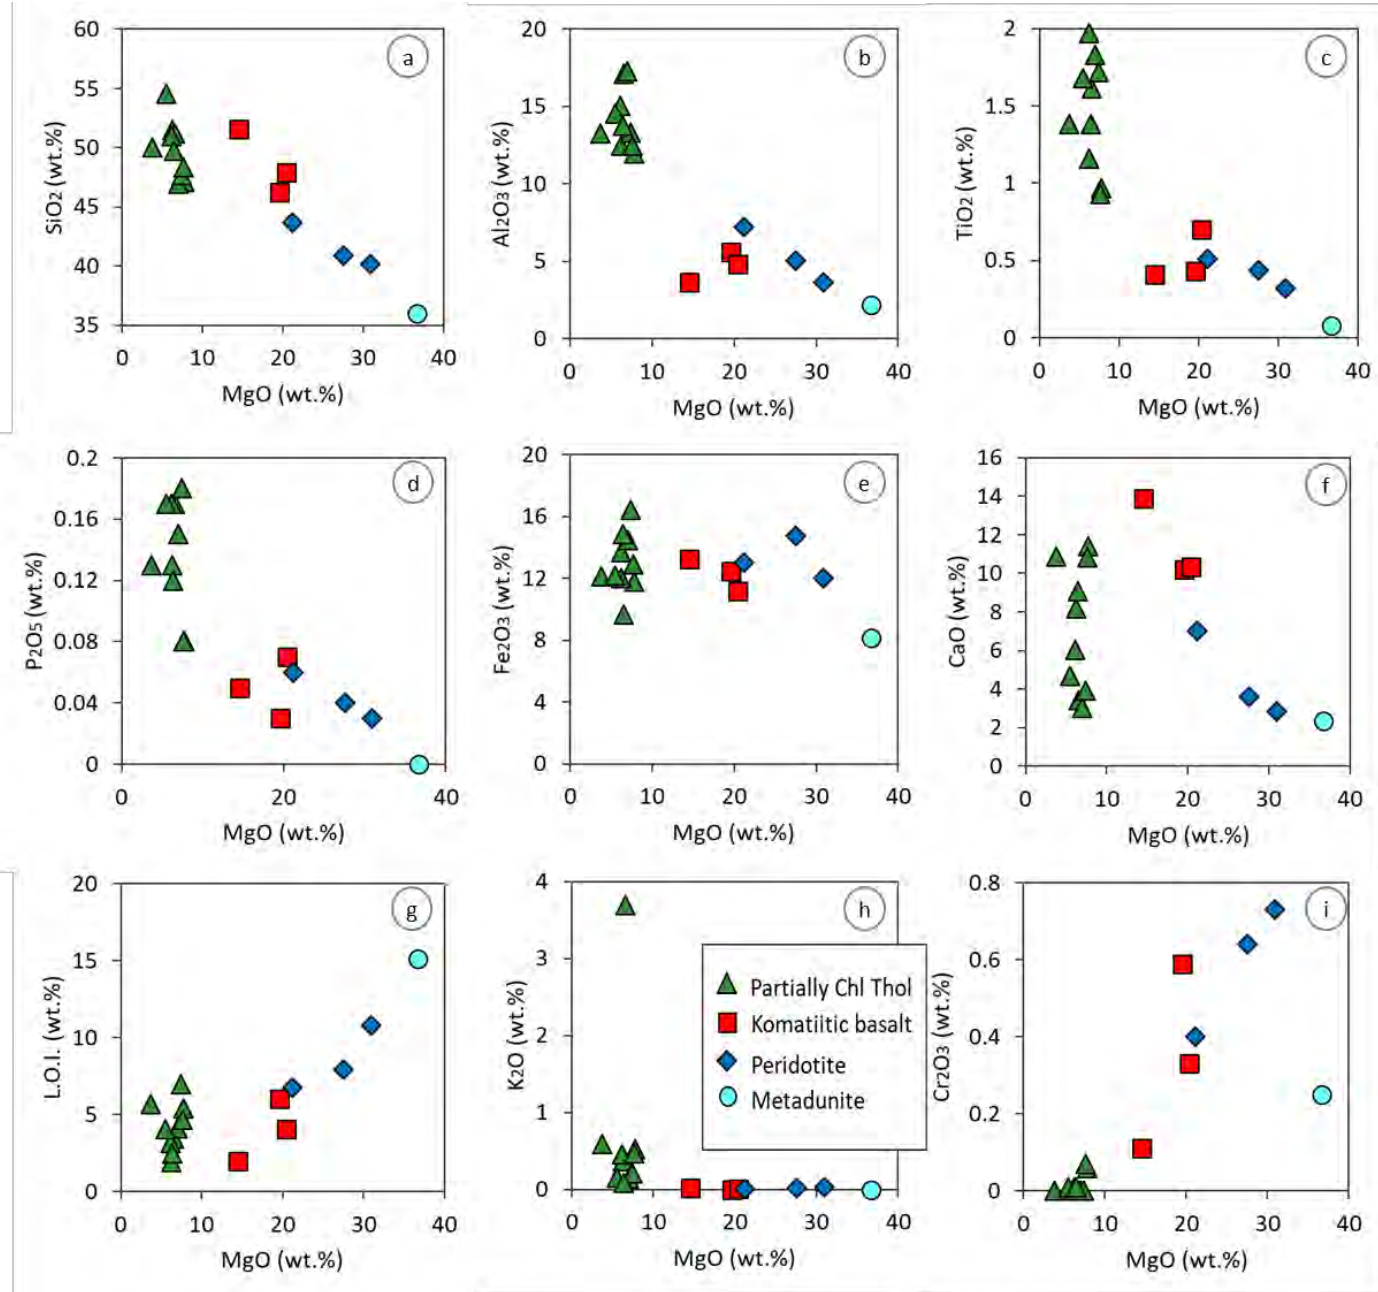 a
SiO2 (wt.%)
60
55
50
45
40
35
0 10 20 30 40
MgO (wt.%)
b
Al2O3 (wt.%)
20
15
10
5
0
0 10 20 30 40
MgO (wt.%)
c
TiO2 (wt.%)
2
1.5
1
0.5
0
0 10 20 30 40
MgO (wt.%)
d
P2O5 (wt.%)
0.2
0.16
0.12
0.08
0.04
0
0 20 40
MgO (wt.%)
e
Fe2O3 (wt.%)
20
16
12
8
4
0
0 10 20 30 40
MgO (wt.%)
f
CaO (wt.%)
16
14
12
10
8
6
4
2
0
0 10 20 30 40
MgO (wt.%)
g
L.O.I. (wt.%)
20
15
10
5
0
0 10 20 30 40
MgO (wt.%)
h
K2O (wt.%)
4
3
2
1
0
0 10 20 30 40
MgO (wt.%)
Partially Chl Thol
Komatiitic basalt
Peridotite
Metadunite
i
Cr2O3 (wt.%)
0.8
0.6
0.4
0.2
0
0 10 20 30 40
MgO (wt.%)